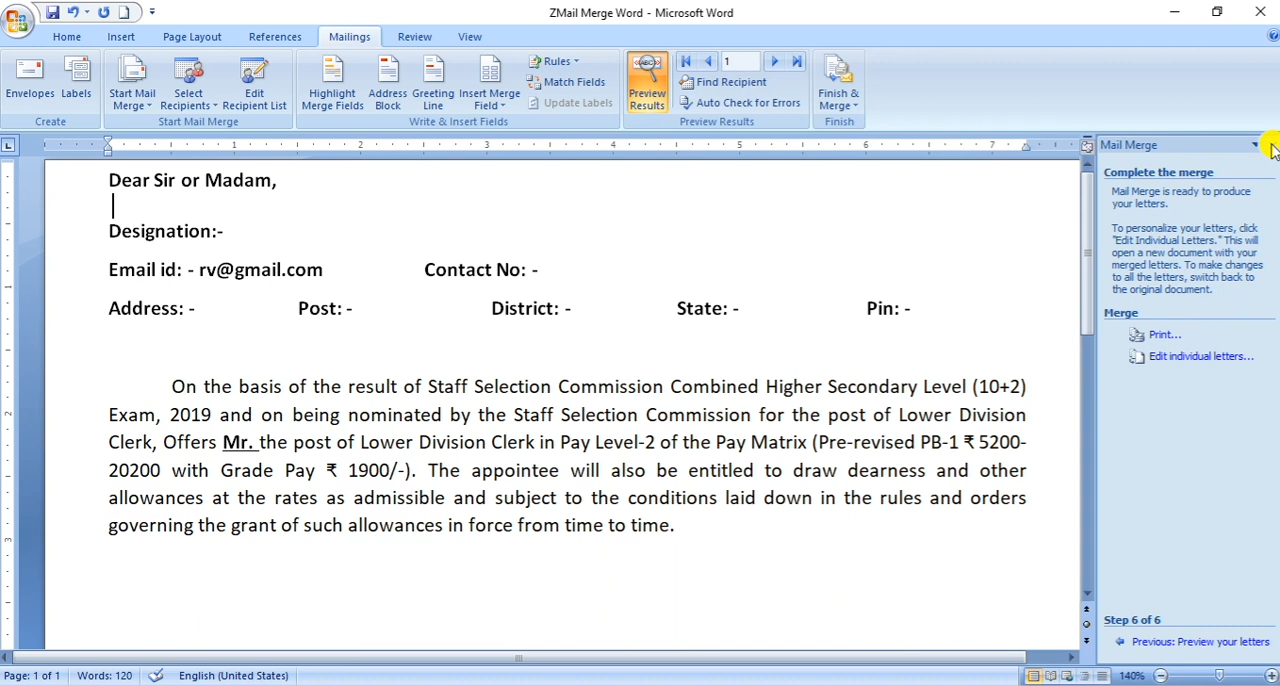 ZMail Merge Word - Microsoft Word
Home Insert Page Layout References Mailings Review View
Envelopes Labels Start Mail Merge Select Recipients Edit Recipient List Highlight Merge Fields Address Block Greeting Line Insert Merge Field Rules Match Fields Update Labels Preview Results 1 Find Recipient Auto Check for Errors Finish & Merge
Create Start Mail Merge Write & Insert Fields Preview Results Finish
1 2 3 4 5 6 7
Mail Merge
Complete the merge
Mail Merge is ready to produce
your letters.
To personalize your letters, click
"Edit Individual Letters." This will
open a new document with your
merged letters. To make changes
to all the letters, switch back to
the original document.
Merge
Print...
Edit individual letters...
Step 6 of 6
Previous: Preview your letters
Dear Sir or Madam,
Designation:-
Email id: - rv@gmail.com Contact No: -
Address: - Post: - District: - State: - Pin: -
On the basis of the result of Staff Selection Commission Combined Higher Secondary Level (10+2)
Exam, 2019 and on being nominated by the Staff Selection Commission for the post of Lower Division
Clerk, Offers Mr. the post of Lower Division Clerk in Pay Level-2 of the Pay Matrix (Pre-revised PB-1 ₹ 5200-
20200 with Grade Pay ₹ 1900/-). The appointee will also be entitled to draw dearness and other
allowances at the rates as admissible and subject to the conditions laid down in the rules and orders
governing the grant of such allowances in force from time to time.
Page: 1 of 1 Words: 120 English (United States) 140%